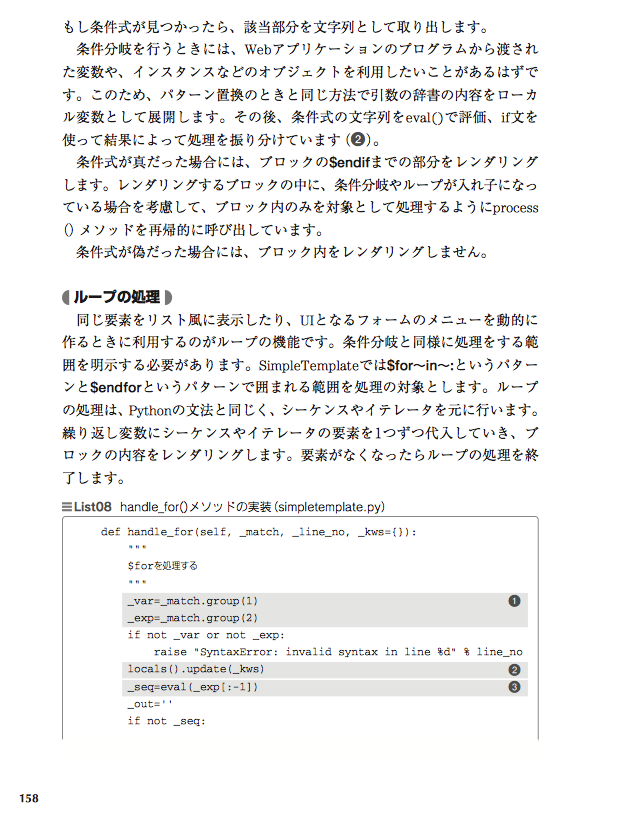 もし条件式が見つかったら、該当部分を文字列として取り出します。
　条件分岐を行うときには、Webアプリケーションのプログラムから渡され
た変数や、インスタンスなどのオブジェクトを利用したいことがあるはずで
す。このため、パターン置換のときと同じ方法で引数の辞書の内容をローカ
ル変数として展開します。その後、条件式の文字列をeval()で評価、if文を
使って結果によって処理を振り分けています（❷）。
　条件式が真だった場合には、ブロックの$endifまでの部分をレンダリング
します。レンダリングするブロックの中に、条件分岐やループが入れ子になっ
ている場合を考慮して、ブロック内のみを対象として処理するようにprocess
()メソッドを再帰的に呼び出しています。
　条件式が偽だった場合には、ブロック内をレンダリングしません。
ループの処理
　同じ要素をリスト風に表示したり、UIとなるフォームのメニューを動的に
作るときに利用するのがループの機能です。条件分岐と同様に処理をする範
囲を明示する必要があります。SimpleTemplateでは$for〜in〜:というパター
ンと$endforというパターンで囲まれる範囲を処理の対象とします。ループ
の処理は、Pythonの文法と同じく、シーケンスやイテレータを元に行います。
繰り返し変数にシーケンスやイテレータの要素を1つずつ代入していき、ブ
ロックの内容をレンダリングします。要素がなくなったらループの処理を終
了します。
List08　handle_for()メソッドの実装（simpletemplate.py）
def handle_for(self, _match, _line_no, _kws={}):
    """
    $forを処理する
    """
    _var=_match.group(1) ❶
    _exp=_match.group(2)
    if not _var or not _exp:
        raise "SyntaxError: invalid syntax in line %d" % line_no
    locals().update(_kws) ❷
    _seq=eval(_exp[:-1]) ❸
    _out=''
    if not _seq:
158